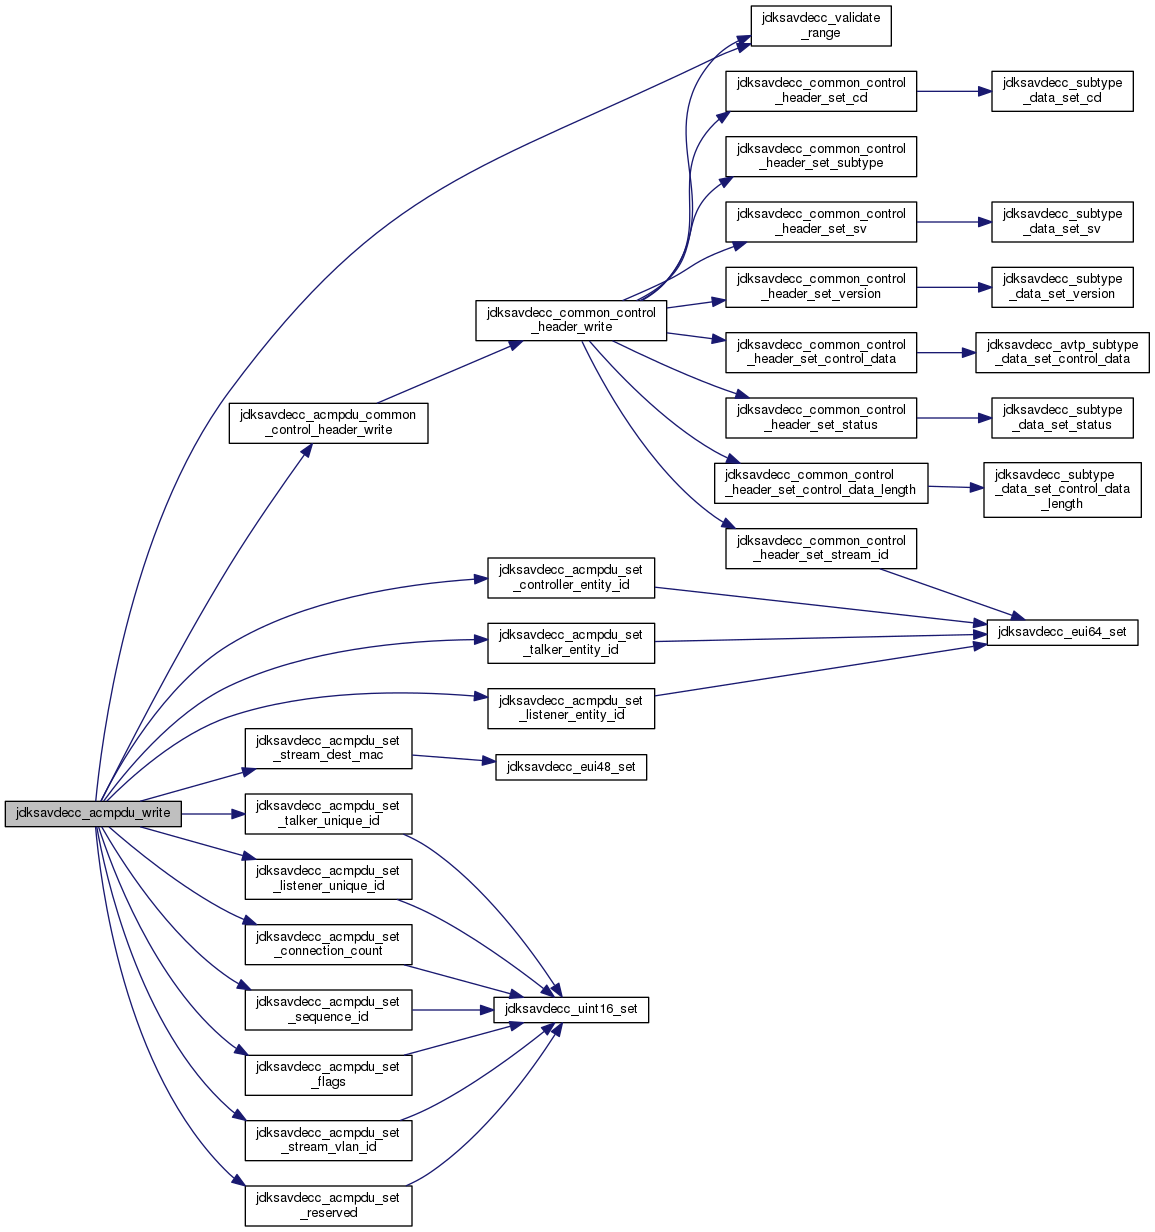 jdksavdecc_validate
_range
jdksavdecc_common_control
_header_set_cd
jdksavdecc_subtype
_data_set_cd
jdksavdecc_common_control
_header_set_subtype
jdksavdecc_common_control
_header_set_sv
jdksavdecc_subtype
_data_set_sv
jdksavdecc_common_control
_header_set_version
jdksavdecc_subtype
_data_set_version
jdksavdecc_common_control
_header_write
jdksavdecc_common_control
_header_set_control_data
jdksavdecc_avtp_subtype
_data_set_control_data
jdksavdecc_acmpdu_common
_control_header_write
jdksavdecc_common_control
_header_set_status
jdksavdecc_subtype
_data_set_status
jdksavdecc_common_control
_header_set_control_data_length
jdksavdecc_subtype
_data_set_control_data
_length
jdksavdecc_common_control
_header_set_stream_id
jdksavdecc_acmpdu_set
_controller_entity_id
jdksavdecc_acmpdu_set
_talker_entity_id
jdksavdecc_eui64_set
jdksavdecc_acmpdu_set
_listener_entity_id
jdksavdecc_acmpdu_set
_stream_dest_mac
jdksavdecc_eui48_set
jdksavdecc_acmpdu_write
jdksavdecc_acmpdu_set
_talker_unique_id
jdksavdecc_acmpdu_set
_listener_unique_id
jdksavdecc_acmpdu_set
_connection_count
jdksavdecc_acmpdu_set
_sequence_id
jdksavdecc_uint16_set
jdksavdecc_acmpdu_set
_flags
jdksavdecc_acmpdu_set
_stream_vlan_id
jdksavdecc_acmpdu_set
_reserved